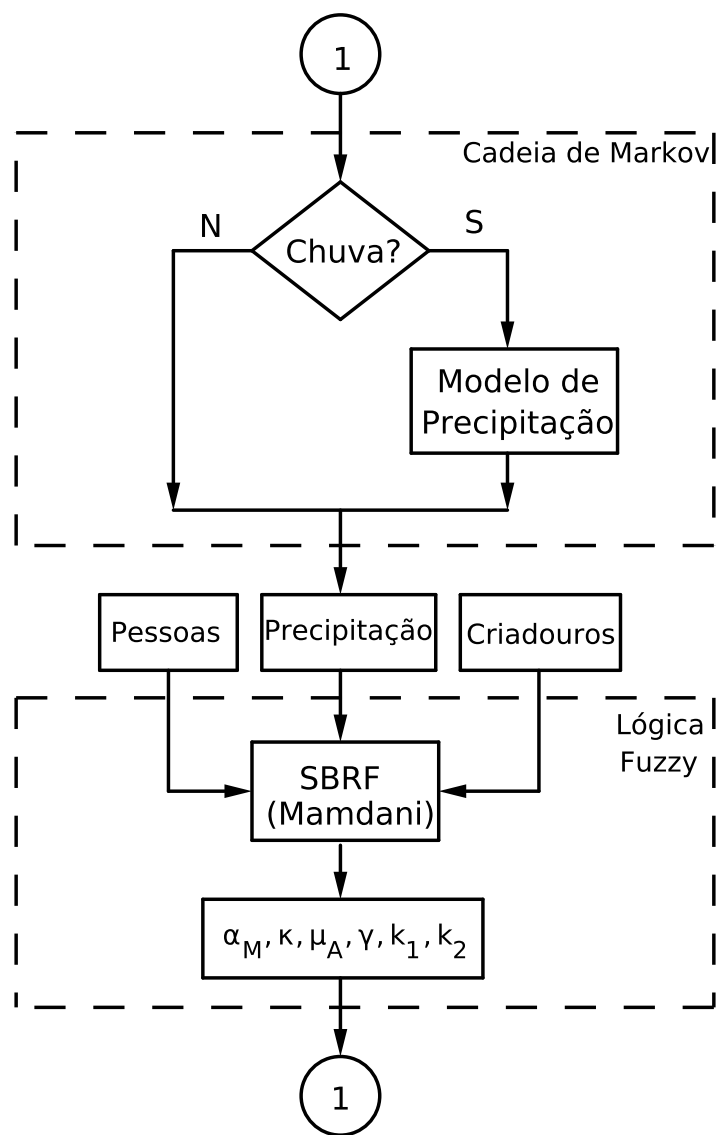 1
Cadeia de Markov
N
S
Chuva?
Modelo de
Precipitação
Pessoas
Precipitação
Criadouros
Lógica
Fuzzy
SBRF
(Mamdani)
α_M, κ, μ_A, γ, k_1, k_2
1